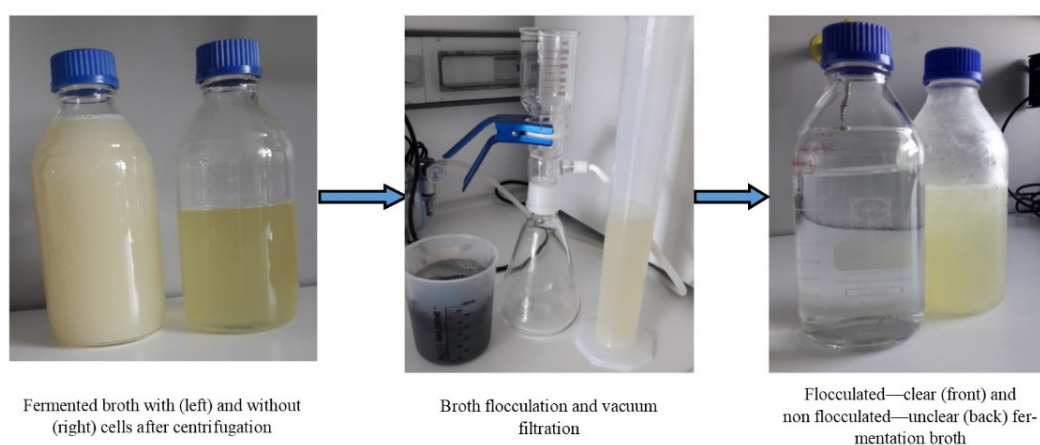 Fermented broth with (left) and without
(right) cells after centrifugation
Broth flocculation and vacuum
filtration
Flocculated—clear (front) and
non flocculated—unclear (back) fer-
mentation broth